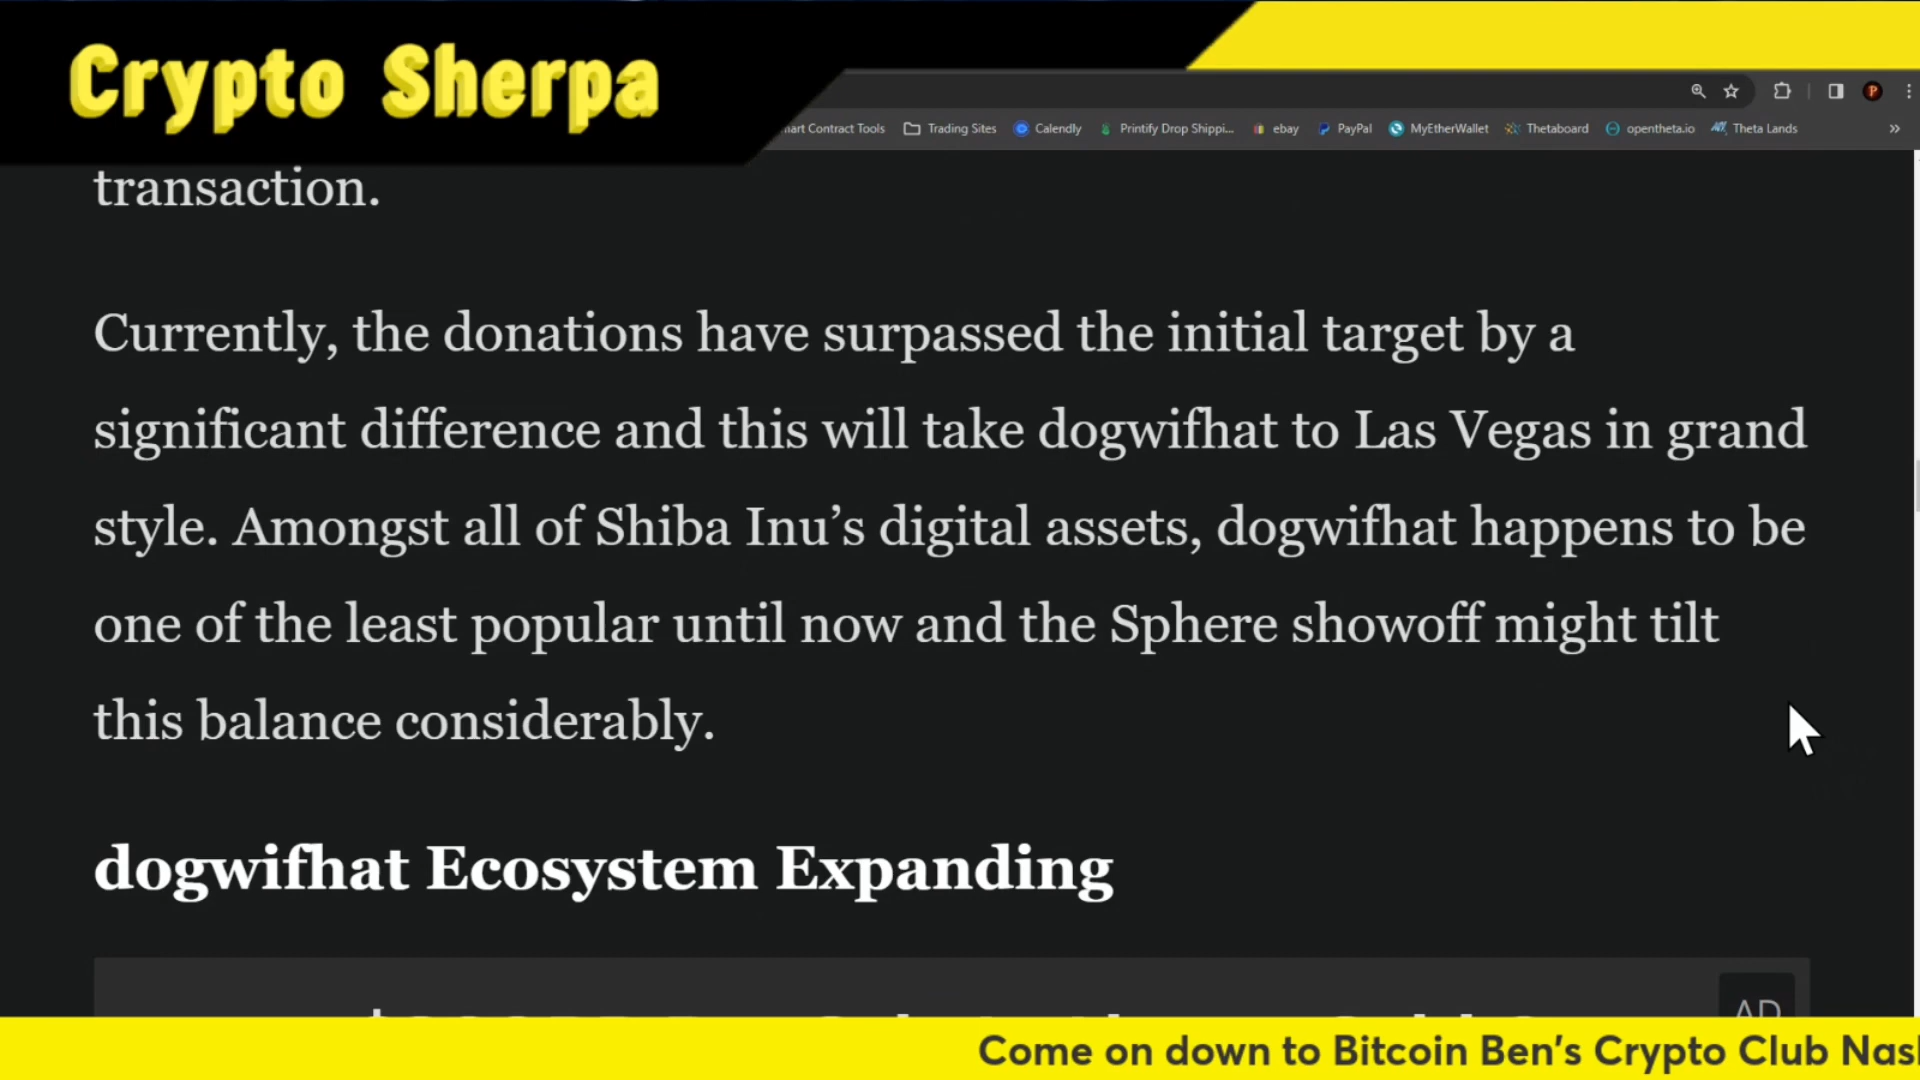 Crypto Sherpa
Contract Tools Trading Sites Calendly Printify Drop Shippi... ebay PayPal MyEtherWallet Thetaboard opentheta.io Theta Lands »
transaction.
Currently, the donations have surpassed the initial target by a
significant difference and this will take dogwifhat to Las Vegas in grand
style. Amongst all of Shiba Inu’s digital assets, dogwifhat happens to be
one of the least popular until now and the Sphere showoff might tilt
this balance considerably.
dogwifhat Ecosystem Expanding
AD
Come on down to Bitcoin Ben's Crypto Club